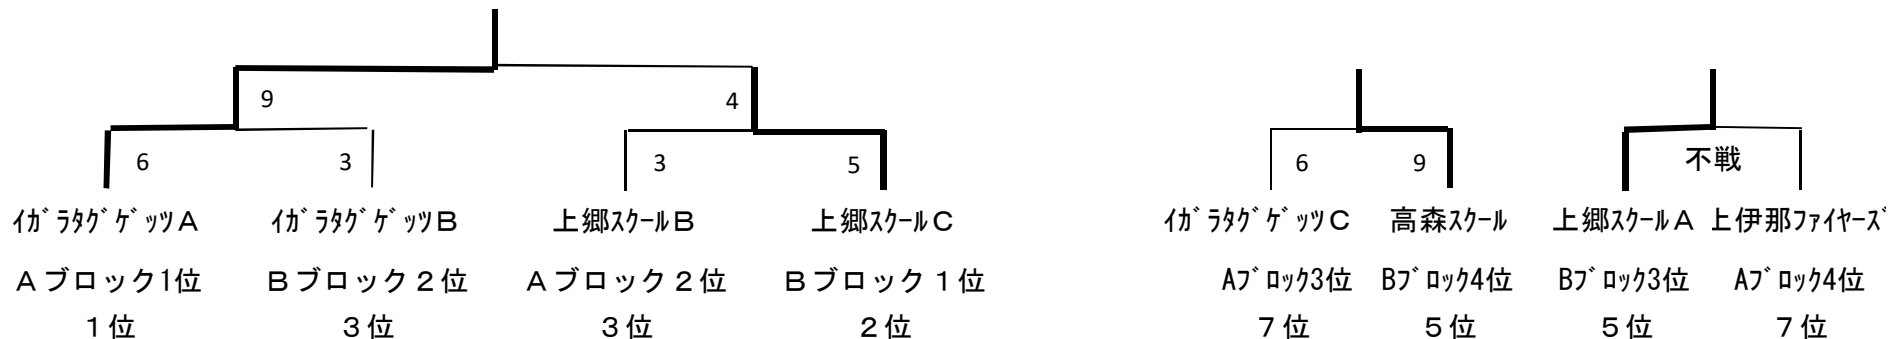 9 4
6 3 3 5 6 9 不戦
ｲｶﾞﾗﾀｸﾞｹﾞｯﾂＡ ｲｶﾞﾗﾀｸﾞｹﾞｯﾂＢ 上郷ｽｸｰﾙＢ 上郷ｽｸｰﾙＣ ｲｶﾞﾗﾀｸﾞｹﾞｯﾂＣ 高森ｽｸｰﾙ 上郷ｽｸｰﾙＡ 上伊那ﾌｧｲﾔｰｽﾞ
Ａブロック1位 Ｂブロック２位 Ａブロック２位 Ｂブロック１位 Aﾌﾞﾛｯｸ3位 Bﾌﾞﾛｯｸ4位 Bﾌﾞﾛｯｸ3位 Aﾌﾞﾛｯｸ4位
１位 ３位 ３位 ２位 ７位 ５位 ５位 ７位